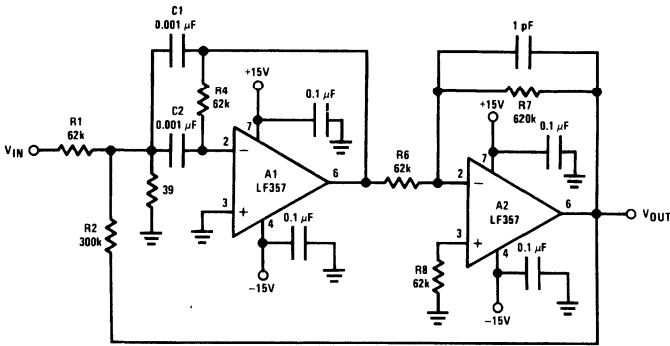 C1
0.001 μF
1 pF
R4
62k
+15V
0.1 μF
R7
620k
+15V
0.1 μF
R1
62k
C2
0.001 μF
VIN
7
2
−
A1
LF357
6
R6
62k
7
2
−
A2
LF357
6
VOUT
39
3
+
4
0.1 μF
3
+
4
0.1 μF
R2
300k
R8
62k
−15V
−15V